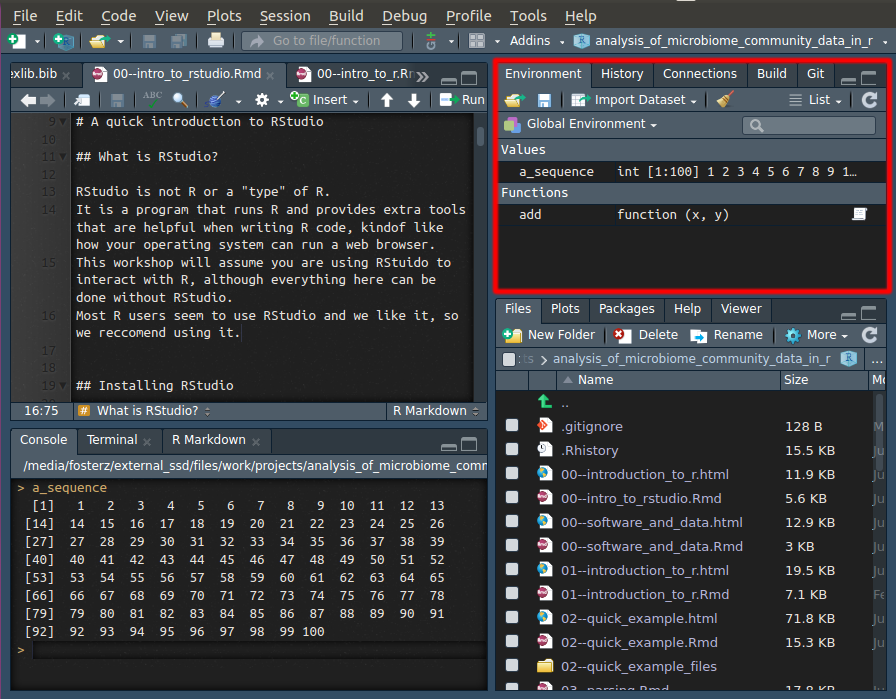 File Edit Code View Plots Session Build Debug Profile Tools Help
Go to file/function Addins analysis_of_microbiome_community_data_in_r
exlib.bib 00--intro_to_rstudio.Rmd 00--intro_to_r.Rr
Insert Run
9 # A quick introduction to RStudio
10
11 ## What is RStudio?
12
13 RStudio is not R or a "type" of R.
14 It is a program that runs R and provides extra tools
that are helpful when writing R code, kindof like
how your operating system can run a web browser.
15 This workshop will assume you are using RStuido to
interact with R, although everything here can be
done without RStudio.
16 Most R users seem to use RStudio and we like it, so
we reccomend using it.
17
18
19 ## Installing RStudio
16:75 # What is RStudio? R Markdown
Console Terminal R Markdown
/media/fosterz/external_ssd/files/work/projects/analysis_of_microbiome_comm
> a_sequence
[1] 1 2 3 4 5 6 7 8 9 10 11 12 13
[14] 14 15 16 17 18 19 20 21 22 23 24 25 26
[27] 27 28 29 30 31 32 33 34 35 36 37 38 39
[40] 40 41 42 43 44 45 46 47 48 49 50 51 52
[53] 53 54 55 56 57 58 59 60 61 62 63 64 65
[66] 66 67 68 69 70 71 72 73 74 75 76 77 78
[79] 79 80 81 82 83 84 85 86 87 88 89 90 91
[92] 92 93 94 95 96 97 98 99 100
>
Environment History Connections Build Git
Import Dataset List
Global Environment
Values
a_sequence int [1:100] 1 2 3 4 5 6 7 8 9 1…
Functions
add function (x, y)
Files Plots Packages Help Viewer
New Folder Delete Rename More
ts > analysis_of_microbiome_community_data_in_r R ...
Name Size Mo
..
.gitignore 128 B M
.Rhistory 15.5 KB Ju
00--introduction_to_r.html 11.9 KB Ju
00--intro_to_rstudio.Rmd 5.6 KB Ju
00--software_and_data.html 12.9 KB Ju
00--software_and_data.Rmd 3 KB Ju
01--introduction_to_r.html 19.5 KB Ju
01--introduction_to_r.Rmd 7.1 KB Fe
02--quick_example.html 71.8 KB Ju
02--quick_example.Rmd 15.3 KB Ju
02--quick_example_files
03--parsing.Rmd 17.8 KB Ju